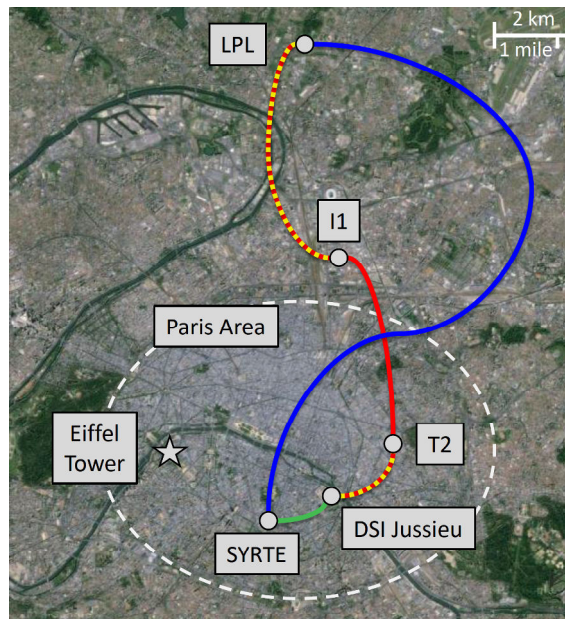 2 km
1 mile
LPL
I1
Paris Area
Eiffel
Tower
T2
DSI Jussieu
SYRTE